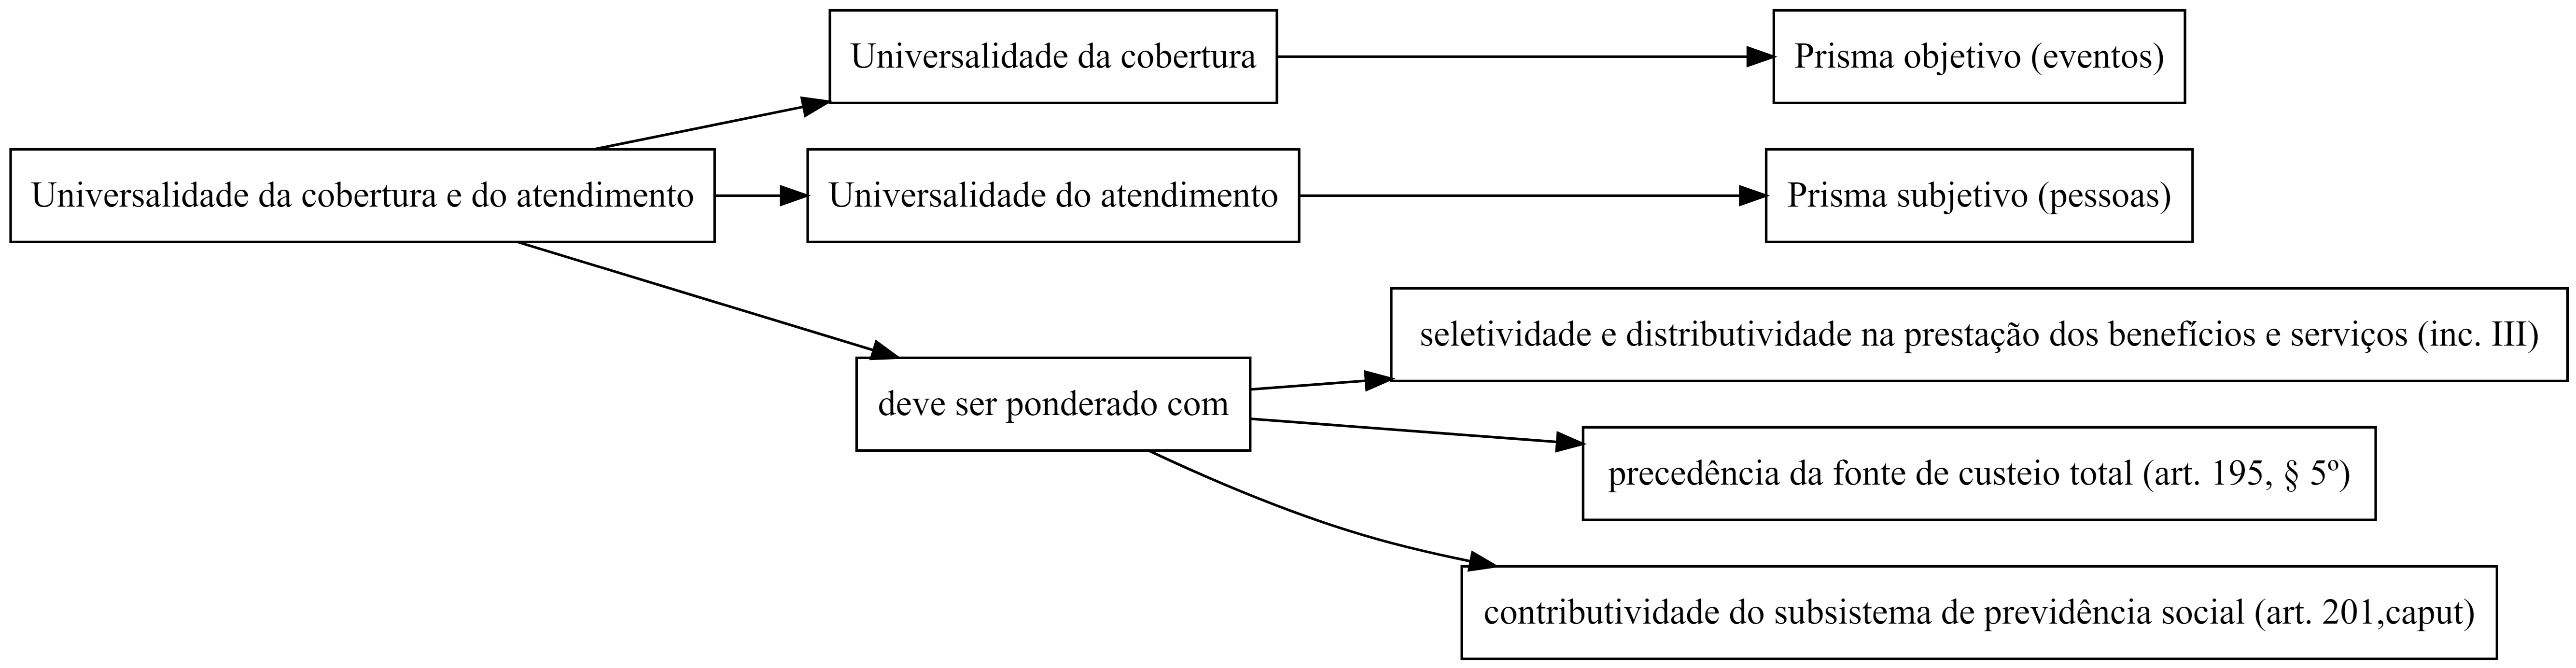 Universalidade da cobertura
Prisma objetivo (eventos)
Universalidade da cobertura e do atendimento
Universalidade do atendimento
Prisma subjetivo (pessoas)
seletividade e distributividade na prestação dos benefícios e serviços (inc. III)
deve ser ponderado com
precedência da fonte de custeio total (art. 195, § 5º)
contributividade do subsistema de previdência social (art. 201,caput)